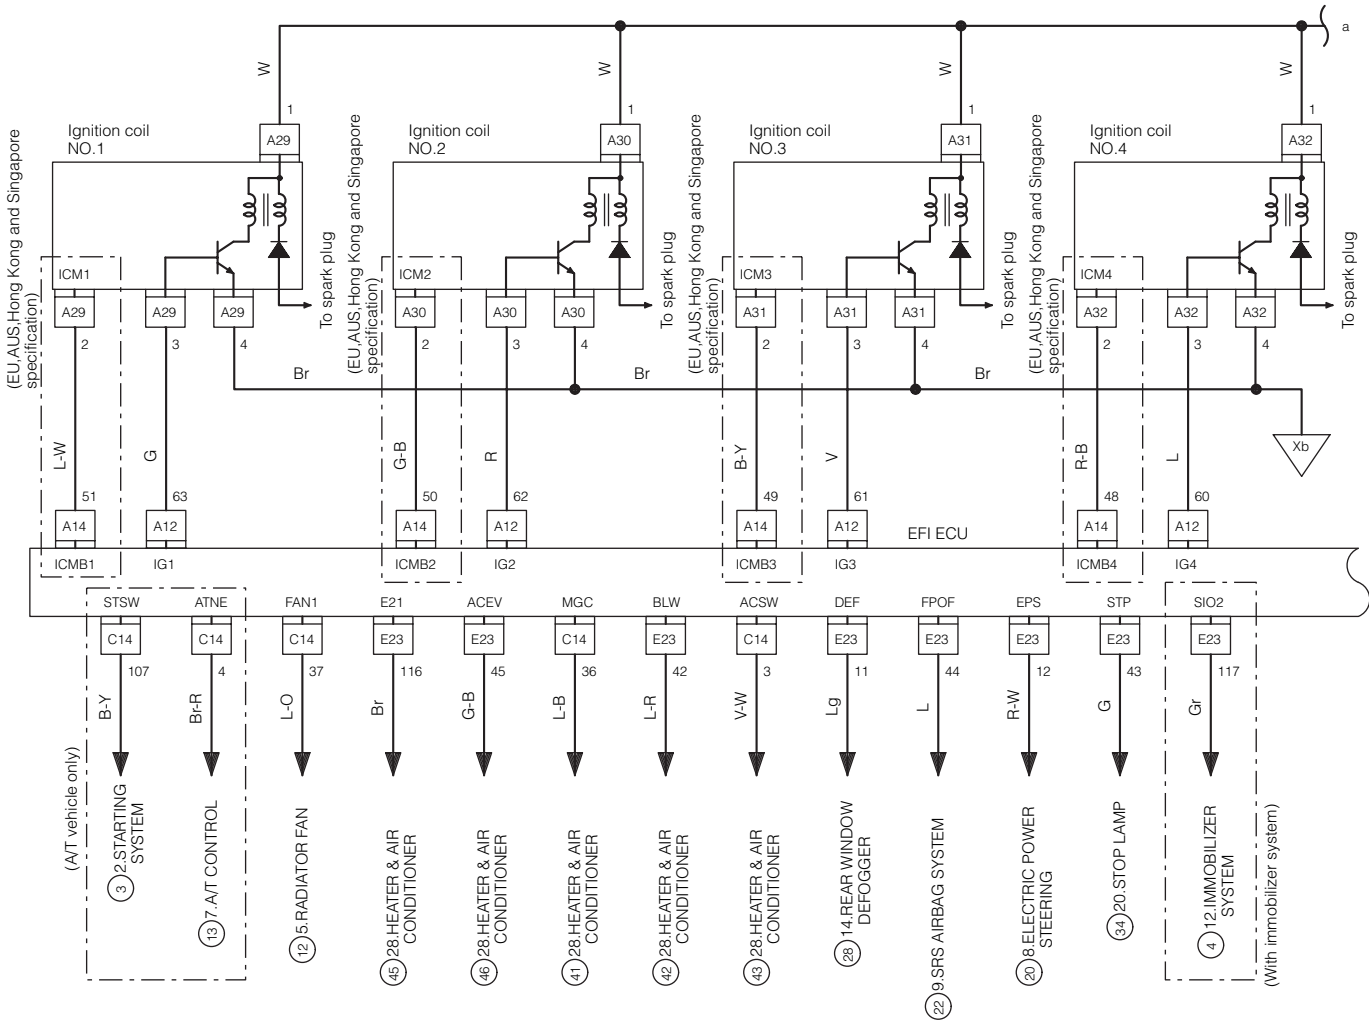 a
W
W
W
W
1
1
1
1
Ignition coil
NO.1
A29
Ignition coil
NO.2
A30
Ignition coil
NO.3
A31
Ignition coil
NO.4
A32
(EU,AUS,Hong Kong and Singapore
specification)
(EU,AUS,Hong Kong and Singapore
specification)
(EU,AUS,Hong Kong and Singapore
specification)
(EU,AUS,Hong Kong and Singapore
specification)
To spark plug
To spark plug
To spark plug
To spark plug
ICM1
ICM2
ICM3
ICM4
A29
A29
A29
A30
A30
A30
A31
A31
A31
A32
A32
A32
2
3
4
2
3
4
2
3
4
2
3
4
Br
Br
Br
Xb
L-W
G
G-B
R
B-Y
V
R-B
L
51
63
50
62
49
61
48
60
A14
A12
A14
A12
A14
A12
A14
A12
EFI ECU
ICMB1
IG1
ICMB2
IG2
ICMB3
IG3
ICMB4
IG4
STSW
ATNE
FAN1
E21
ACEV
MGC
BLW
ACSW
DEF
FPOF
EPS
STP
SIO2
C14
C14
C14
E23
E23
C14
E23
C14
E23
E23
E23
E23
E23
107
4
37
116
45
36
42
3
11
44
12
43
117
B-Y
Br-R
L-O
Br
G-B
L-B
L-R
V-W
Lg
L
R-W
G
Gr
(A/T vehicle only)
3 2.STARTING
SYSTEM
13 7.A/T CONTROL
12 5.RADIATOR FAN
45 28.HEATER & AIR
CONDITIONER
46 28.HEATER & AIR
CONDITIONER
41 28.HEATER & AIR
CONDITIONER
42 28.HEATER & AIR
CONDITIONER
43 28.HEATER & AIR
CONDITIONER
28 14.REAR WINDOW
DEFOGGER
22 9.SRS AIRBAG SYSTEM
20 8.ELECTRIC POWER
STEERING
34 20.STOP LAMP
4 12.IMMOBILIZER
SYSTEM
(With immobilizer system)